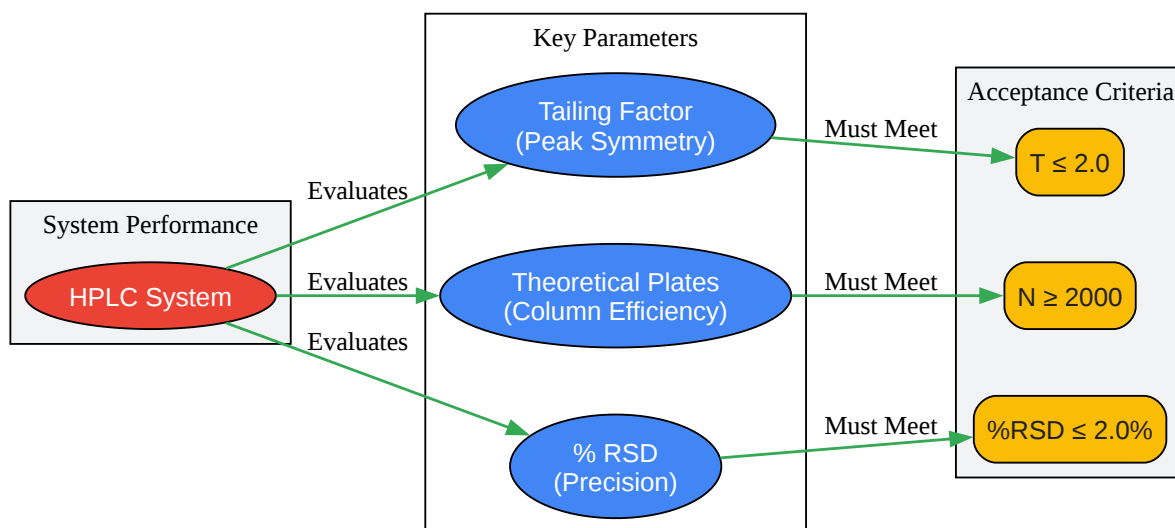 System Performance
HPLC System
Evaluates
Evaluates
Evaluates
Key Parameters
Tailing Factor
(Peak Symmetry)
Theoretical Plates
(Column Efficiency)
% RSD
(Precision)
Must Meet
Must Meet
Must Meet
Acceptance Criteria
T ≤ 2.0
N ≥ 2000
%RSD ≤ 2.0%